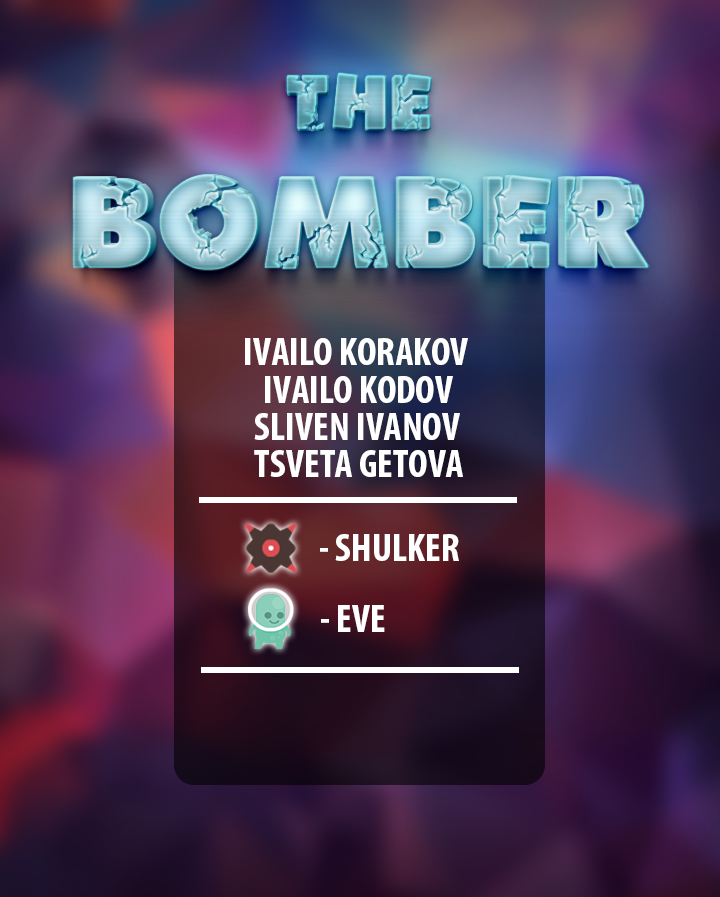 THE
BOMBER
IVAILO KORAKOV
IVAILO KODOV
SLIVEN IVANOV
TSVETA GETOVA
- SHULKER
- EVE